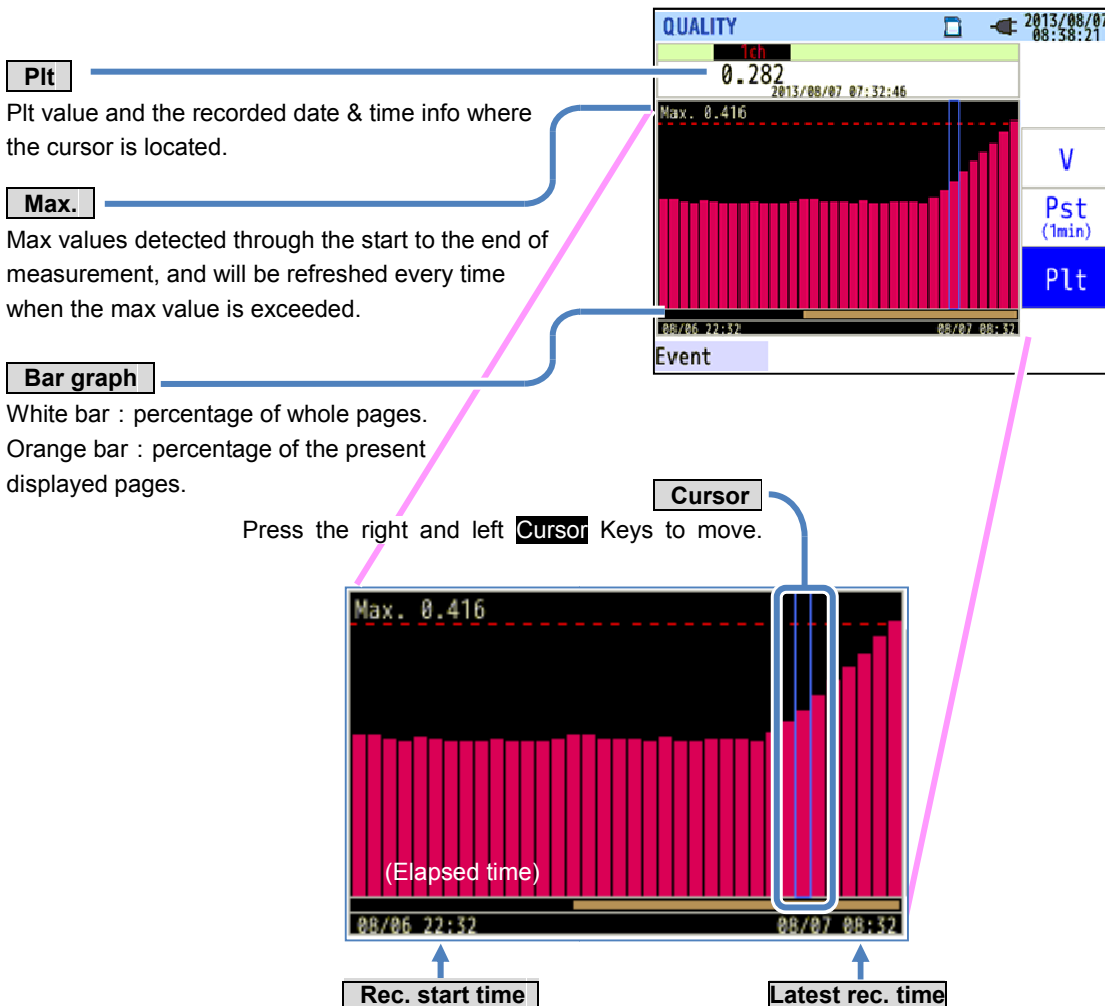 QUALITY
2013/08/07
08:38:21
1ch
0.282
2013/08/07 07:32:46
Max. 0.416
V
Pst
(1min)
Plt
08/06 22:32
08/07 08:32
Event
Plt
Plt value and the recorded date & time info where
the cursor is located.
Max.
Max values detected through the start to the end of
measurement, and will be refreshed every time
when the max value is exceeded.
Bar graph
White bar : percentage of whole pages.
Orange bar : percentage of the present
displayed pages.
Cursor
Press the right and left Cursor Keys to move.
Max. 0.416
(Elapsed time)
08/06 22:32
08/07 08:32
Rec. start time
Latest rec. time